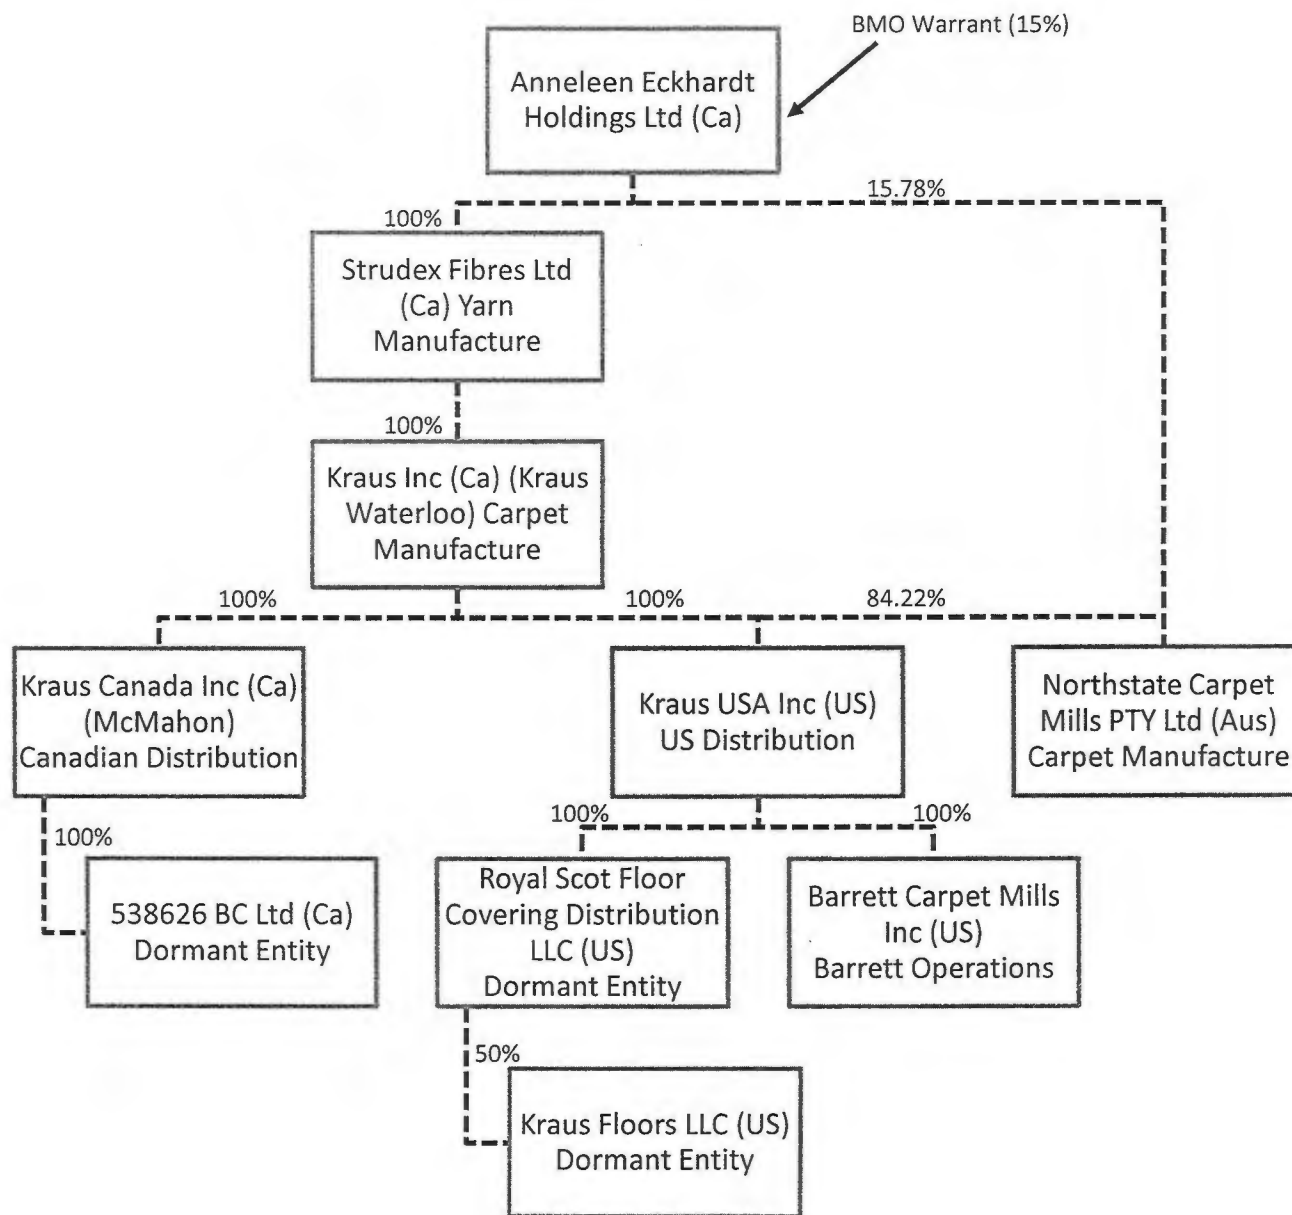 BMO Warrant (15%)
Anneleen Eckhardt
Holdings Ltd (Ca)
15.78%
100%
Strudex Fibres Ltd
(Ca) Yarn
Manufacture
100%
Kraus Inc (Ca) (Kraus
Waterloo) Carpet
Manufacture
100%
100%
84.22%
Kraus Canada Inc (Ca)
(McMahon)
Canadian Distribution
Kraus USA Inc (US)
US Distribution
Northstate Carpet
Mills PTY Ltd (Aus)
Carpet Manufacture
100%
538626 BC Ltd (Ca)
Dormant Entity
100%
100%
Royal Scot Floor
Covering Distribution
LLC (US)
Dormant Entity
Barrett Carpet Mills
Inc (US)
Barrett Operations
50%
Kraus Floors LLC (US)
Dormant Entity